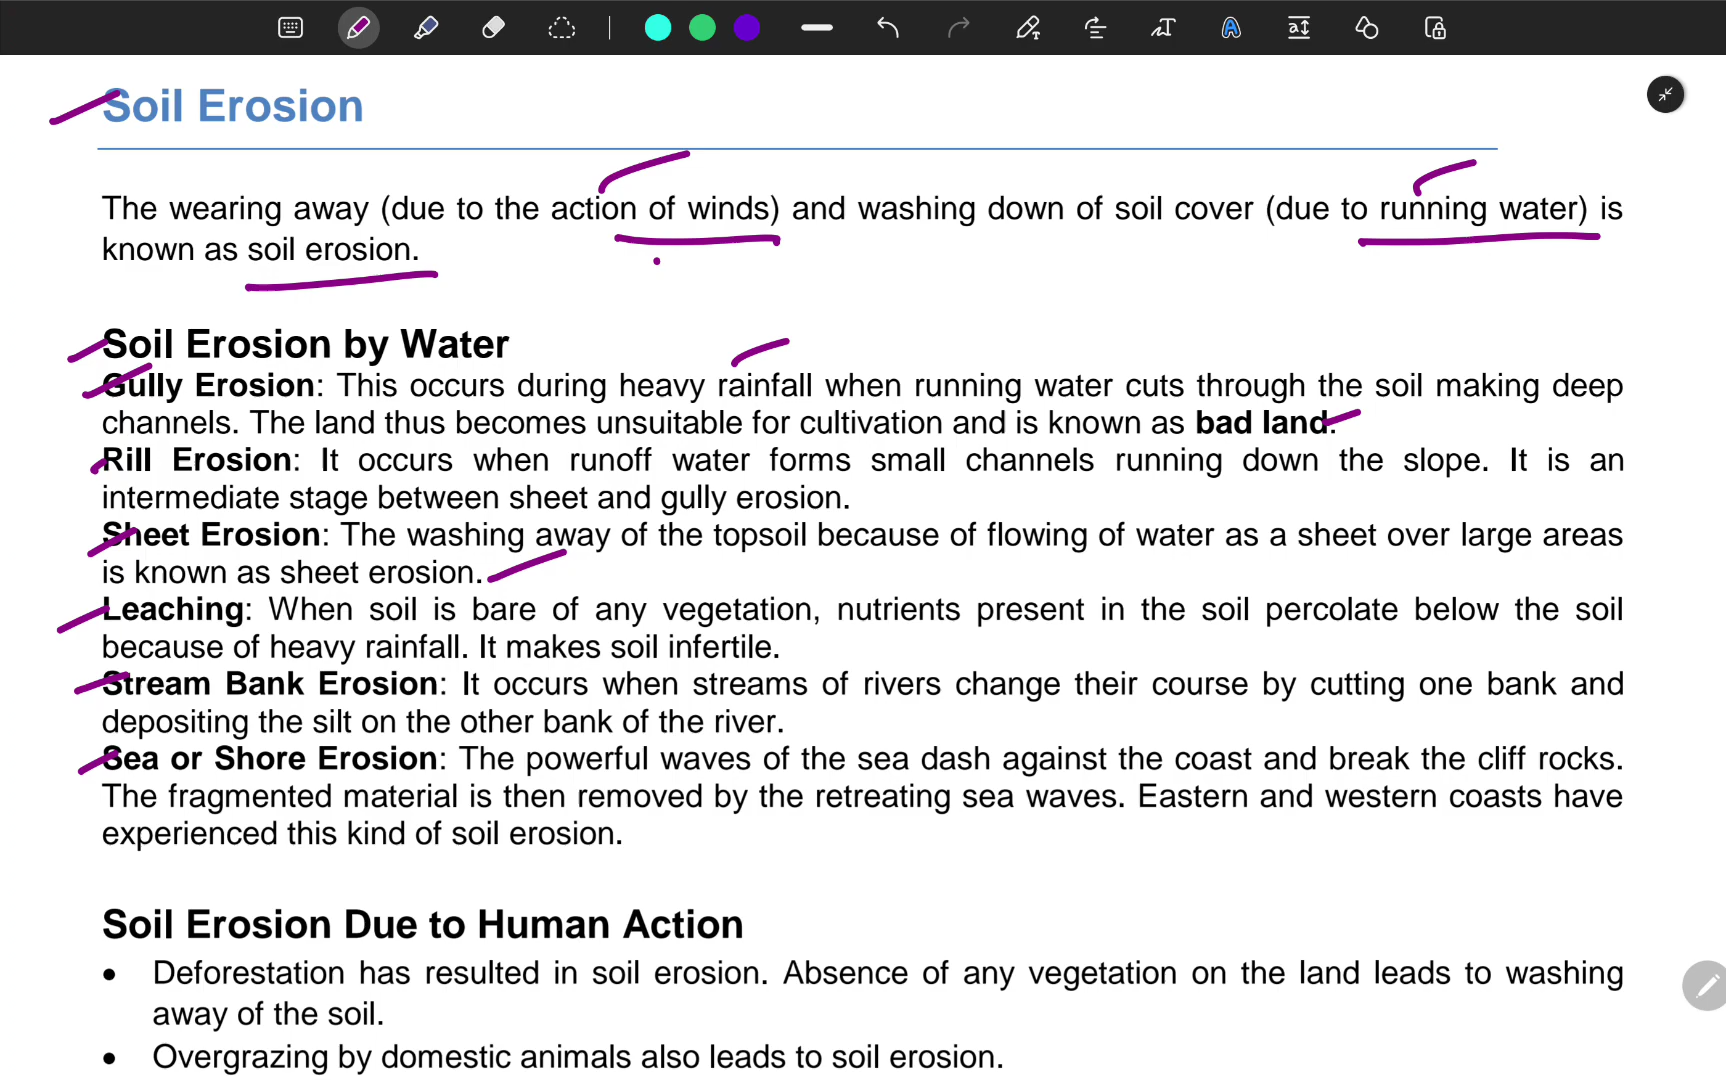 Soil Erosion
The wearing away (due to the action of winds) and washing down of soil cover (due to running water) is
known as soil erosion.
Soil Erosion by Water
Gully Erosion: This occurs during heavy rainfall when running water cuts through the soil making deep
channels. The land thus becomes unsuitable for cultivation and is known as bad land.
Rill Erosion: It occurs when runoff water forms small channels running down the slope. It is an
intermediate stage between sheet and gully erosion.
Sheet Erosion: The washing away of the topsoil because of flowing of water as a sheet over large areas
is known as sheet erosion.
Leaching: When soil is bare of any vegetation, nutrients present in the soil percolate below the soil
because of heavy rainfall. It makes soil infertile.
Stream Bank Erosion: It occurs when streams of rivers change their course by cutting one bank and
depositing the silt on the other bank of the river.
Sea or Shore Erosion: The powerful waves of the sea dash against the coast and break the cliff rocks.
The fragmented material is then removed by the retreating sea waves. Eastern and western coasts have
experienced this kind of soil erosion.
Soil Erosion Due to Human Action
• Deforestation has resulted in soil erosion. Absence of any vegetation on the land leads to washing
away of the soil.
• Overgrazing by domestic animals also leads to soil erosion.